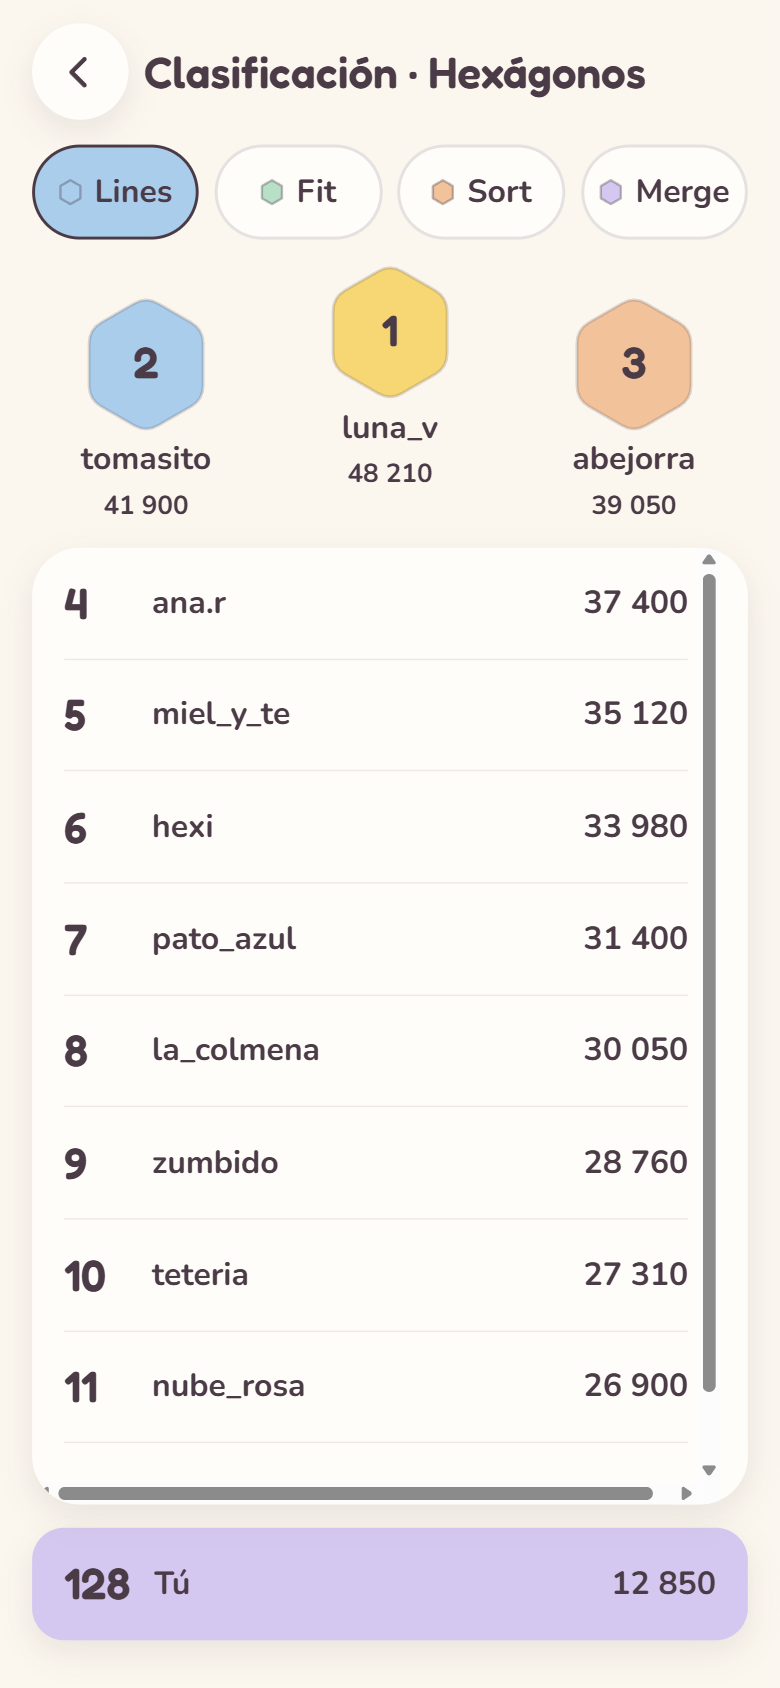 Clasificación · Hexágonos
Lines Fit Sort Merge
1
luna_v
48 210
2
tomasito
41 900
3
abejorra
39 050
4 ana.r 37 400
5 miel_y_te 35 120
6 hexi 33 980
7 pato_azul 31 400
8 la_colmena 30 050
9 zumbido 28 760
10 teteria 27 310
11 nube_rosa 26 900
128 Tú 12 850